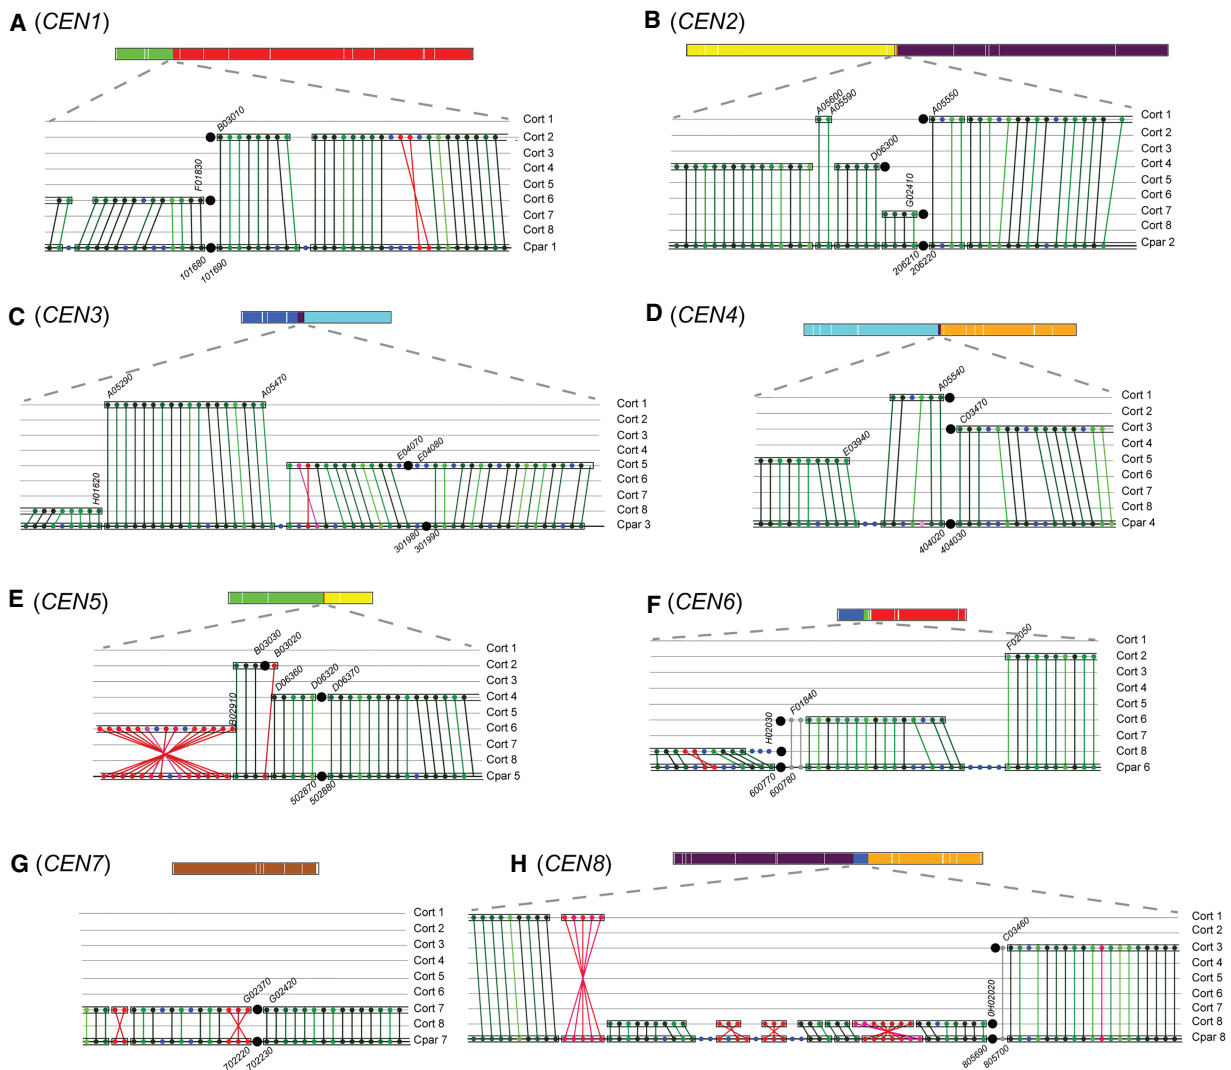 A (CEN1)
B03010
F01830
Cort 1
Cort 2
Cort 3
Cort 4
Cort 5
Cort 6
Cort 7
Cort 8
Cpar 1
101680
101690
B (CEN2)
A05600
A05590
A05550
D06300
G02410
Cort 1
Cort 2
Cort 3
Cort 4
Cort 5
Cort 6
Cort 7
Cort 8
Cpar 2
206210
206220
C (CEN3)
A05290
A05470
H01620
E04070
E04080
Cort 1
Cort 2
Cort 3
Cort 4
Cort 5
Cort 6
Cort 7
Cort 8
Cpar 3
301980
301990
D (CEN4)
A05540
C03470
E03940
Cort 1
Cort 2
Cort 3
Cort 4
Cort 5
Cort 6
Cort 7
Cort 8
Cpar 4
404020
404030
E (CEN5)
B03030
B03020
D06360
D06320
D06370
B02910
Cort 1
Cort 2
Cort 3
Cort 4
Cort 5
Cort 6
Cort 7
Cort 8
Cpar 5
502870
502880
F (CEN6)
F02050
F01840
H02030
Cort 1
Cort 2
Cort 3
Cort 4
Cort 5
Cort 6
Cort 7
Cort 8
Cpar 6
600770
600780
G (CEN7)
G02370
G02420
Cort 1
Cort 2
Cort 3
Cort 4
Cort 5
Cort 6
Cort 7
Cort 8
Cpar 7
702220
702230
H (CEN8)
C03460
0H02020
Cort 1
Cort 2
Cort 3
Cort 4
Cort 5
Cort 6
Cort 7
Cort 8
Cpar 8
805690
805700